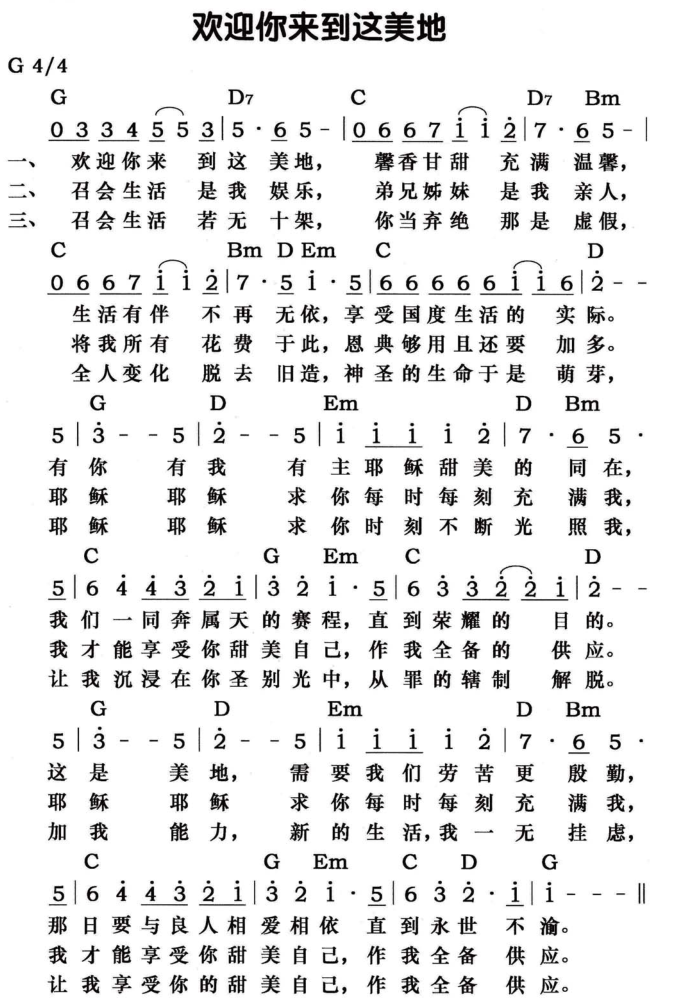 欢迎你来到这美地
G 4/4
G D7 C D7 Bm
0 3 3 4 5 5 3 | 5 · 6 5 - | 0 6 6 7 i i 2 | 7 · 6 5 - |
一、 欢迎你来 到这 美地, 馨香甘甜 充满 温馨,
二、 召会生活 是我 娱乐, 弟兄姊妹 是我 亲人,
三、 召会生活 若无 十架, 你当弃绝 那是 虚假,
C Bm D Em C D
0 6 6 7 i i 2 | 7 · 5 i · 5 | 6 6 6 6 6 i i 6 | 2 - -
生活有伴 不再 无依, 享受国度生活的 实际。
将我所有 花费 于此, 恩典够用且还要 加多。
全人变化 脱去 旧造, 神圣的生命于是 萌芽,
G D Em D Bm
5 | 3 - - 5 | 2 - - 5 | i i i i 2 | 7 · 6 5 ·
有你 有我 有主耶稣甜美的同在,
耶稣 耶稣 求你每时每刻充满我,
耶稣 耶稣 求你时刻不断光照我,
C G Em C D
5 | 6 4 4 3 2 i | 3 2 i · 5 | 6 3 3 2 2 i | 2 - -
我们一同奔属天的赛程, 直到荣耀的 目的。
我才能享受你甜美自己, 作我全备的 供应。
让我沉浸在你圣别光中, 从罪的辖制 解脱。
G D Em D Bm
5 | 3 - - 5 | 2 - - 5 | i i i i 2 | 7 · 6 5 ·
这是 美地, 需要我们劳苦更殷勤,
耶稣 耶稣 求你每时每刻充满我,
加我 能力, 新的生活,我一无挂虑,
C G Em C D G
5 | 6 4 4 3 2 i | 3 2 i · 5 | 6 3 2 · i | i - - - ‖
那日要与良人相爱相依 直到永世 不渝。
我才能享受你甜美自己, 作我全备 供应。
让我享受你的甜美自己, 作我全备 供应。